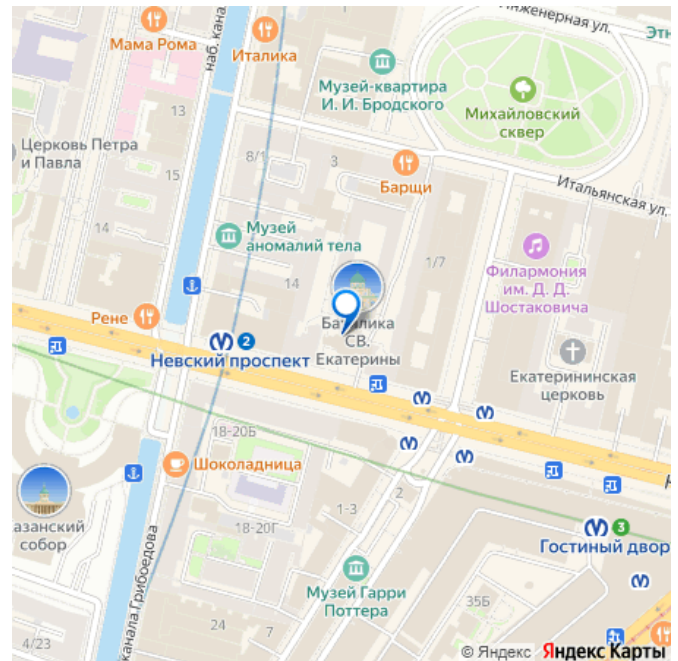 Инженерная ул.
Мама Рома
наб. кана
Италика
Музей-квартира
И. И. Бродского
Михайловский
сквер
13
Церковь Петра
и Павла
8/1
3
Барщи
15
Итальянская ул.
14
Музей
аномалий тела
14
1/7
Филармония
им. Д. Д.
Шостаковича
Рене
2
Невский проспект
СВ.
Екатерины
Екатерининская
церковь
18-20Б
Шоколадница
2
1-3
азанский
собор
18-20Г
3
Гостиный двор
канала Грибоедова
Музей Гарри
Поттера
35Б
24
7
4/23
© Яндекс Яндекс Карты